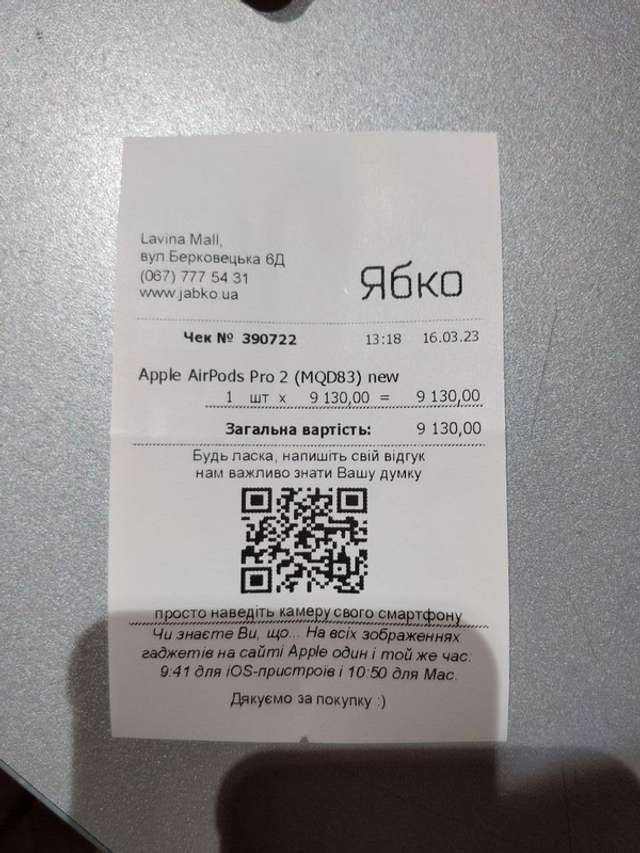 Lavina Mall,
вул Берковецька 6Д
(067) 777 54 31
www.jabko.ua
Ябко
Чек № 390722 13:18 16.03.23
Apple AirPods Pro 2 (MQD83) new
1 шт х 9 130,00 = 9 130,00
Загальна вартість: 9 130,00
Будь ласка, напишіть свій відгук
нам важливо знати Вашу думку
просто наведіть камеру свого смартфону
Чи знаєте Ви, що... На всіх зображеннях
гаджетів на сайті Apple один і той же час:
9:41 для iOS-пристроїв і 10:50 для Mac.
Дякуємо за покупку :)